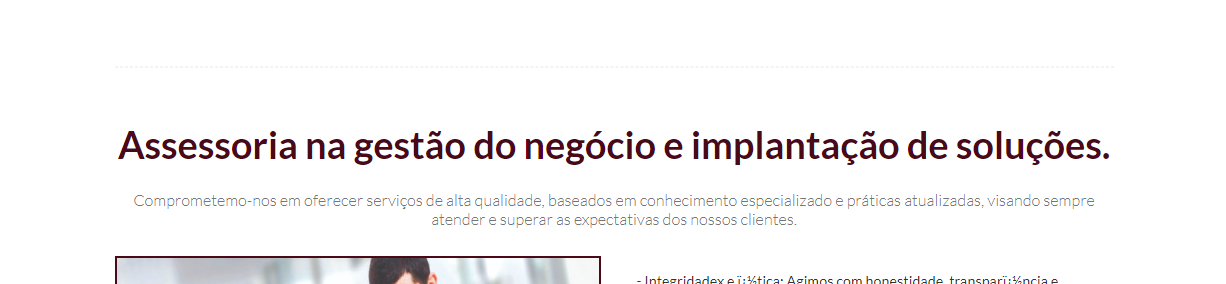 Assessoria na gestão do negócio e implantação de soluções.
Comprometemo-nos em oferecer serviços de alta qualidade, baseados em conhecimento especializado e práticas atualizadas, visando sempre
atender e superar as expectativas dos nossos clientes.
- Integridadex e ï¿½tica: Agimos com honestidade, transparï¿½ncia e